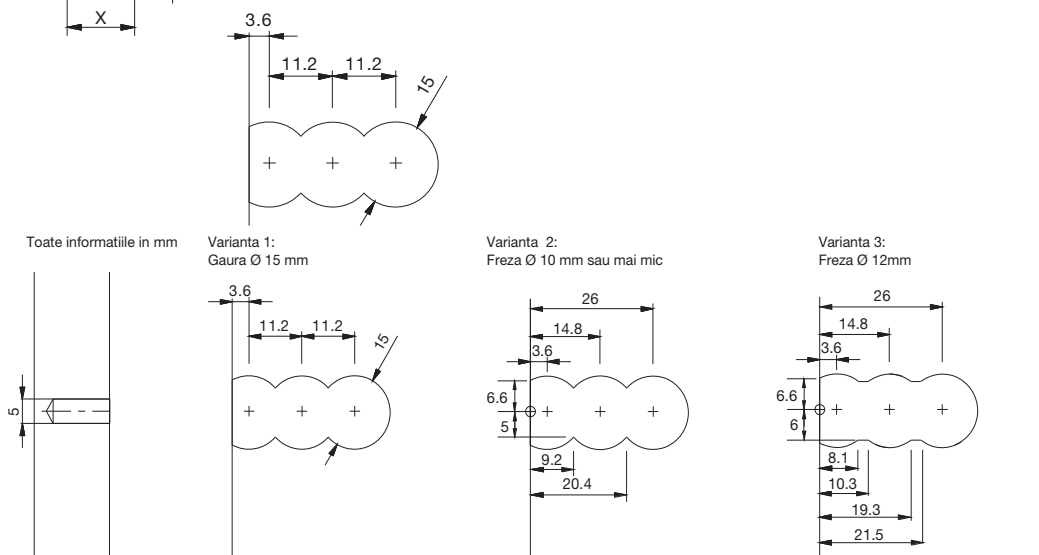 X
3.6
11.2 11.2
15
Toate informatiile in mm
Varianta 1:
Gaura Ø 15 mm
Varianta 2:
Freza Ø 10 mm sau mai mic
Varianta 3:
Freza Ø 12mm
5
3.6
11.2 11.2
15
26
14.8
3.6
6.6
5
9.2
20.4
26
14.8
3.6
6.6
6
8.1
10.3
19.3
21.5